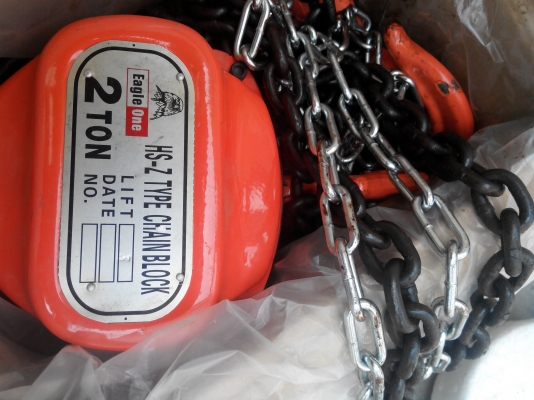 Eagle One
2 TON
HS-Z TYPE CHAIN BLOCK
LIFT
DATE
NO.